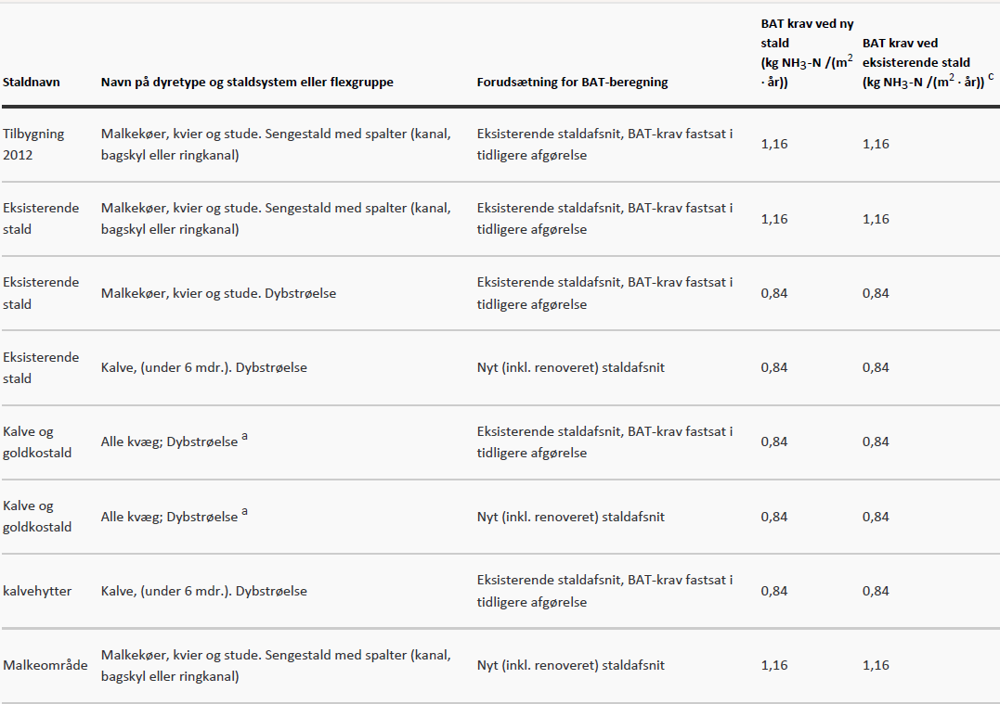 Staldnavn
Navn på dyretype og staldsystem eller flexgruppe
Forudsætning for BAT-beregning
BAT krav ved ny
stald
(kg NH3-N /(m2
· år))
BAT krav ved
eksisterende stald
(kg NH3-N /(m2 · år)) c
Tilbygning
2012
Malkekøer, kvier og stude. Sengestald med spalter (kanal,
bagskyl eller ringkanal)
Eksisterende staldafsnit, BAT-krav fastsat i
tidligere afgørelse
1,16
1,16
Eksisterende
stald
Malkekøer, kvier og stude. Sengestald med spalter (kanal,
bagskyl eller ringkanal)
Eksisterende staldafsnit, BAT-krav fastsat i
tidligere afgørelse
1,16
1,16
Eksisterende
stald
Malkekøer, kvier og stude. Dybstrøelse
Eksisterende staldafsnit, BAT-krav fastsat i
tidligere afgørelse
0,84
0,84
Eksisterende
stald
Kalve, (under 6 mdr.). Dybstrøelse
Nyt (inkl. renoveret) staldafsnit
0,84
0,84
Kalve og
goldkostald
Alle kvæg; Dybstrøelse a
Eksisterende staldafsnit, BAT-krav fastsat i
tidligere afgørelse
0,84
0,84
Kalve og
goldkostald
Alle kvæg; Dybstrøelse a
Nyt (inkl. renoveret) staldafsnit
0,84
0,84
kalvehytter
Kalve, (under 6 mdr.). Dybstrøelse
Eksisterende staldafsnit, BAT-krav fastsat i
tidligere afgørelse
0,84
0,84
Malkeområde
Malkekøer, kvier og stude. Sengestald med spalter (kanal,
bagskyl eller ringkanal)
Nyt (inkl. renoveret) staldafsnit
1,16
1,16